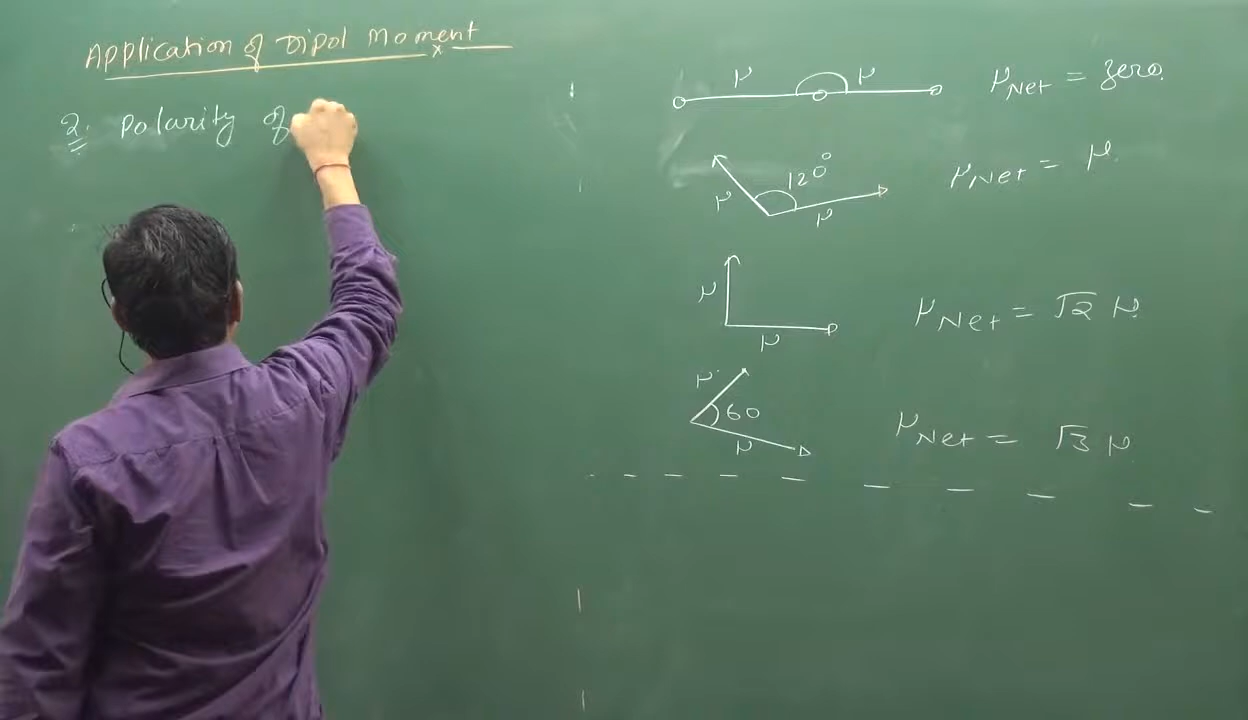 Application of Dipol Moment
2. Polarity of
μ μ μNet = zero
μ 120° μ μNet = μ
μ μ μNet = √2 μ
μ 60 μ μNet = √3 μ